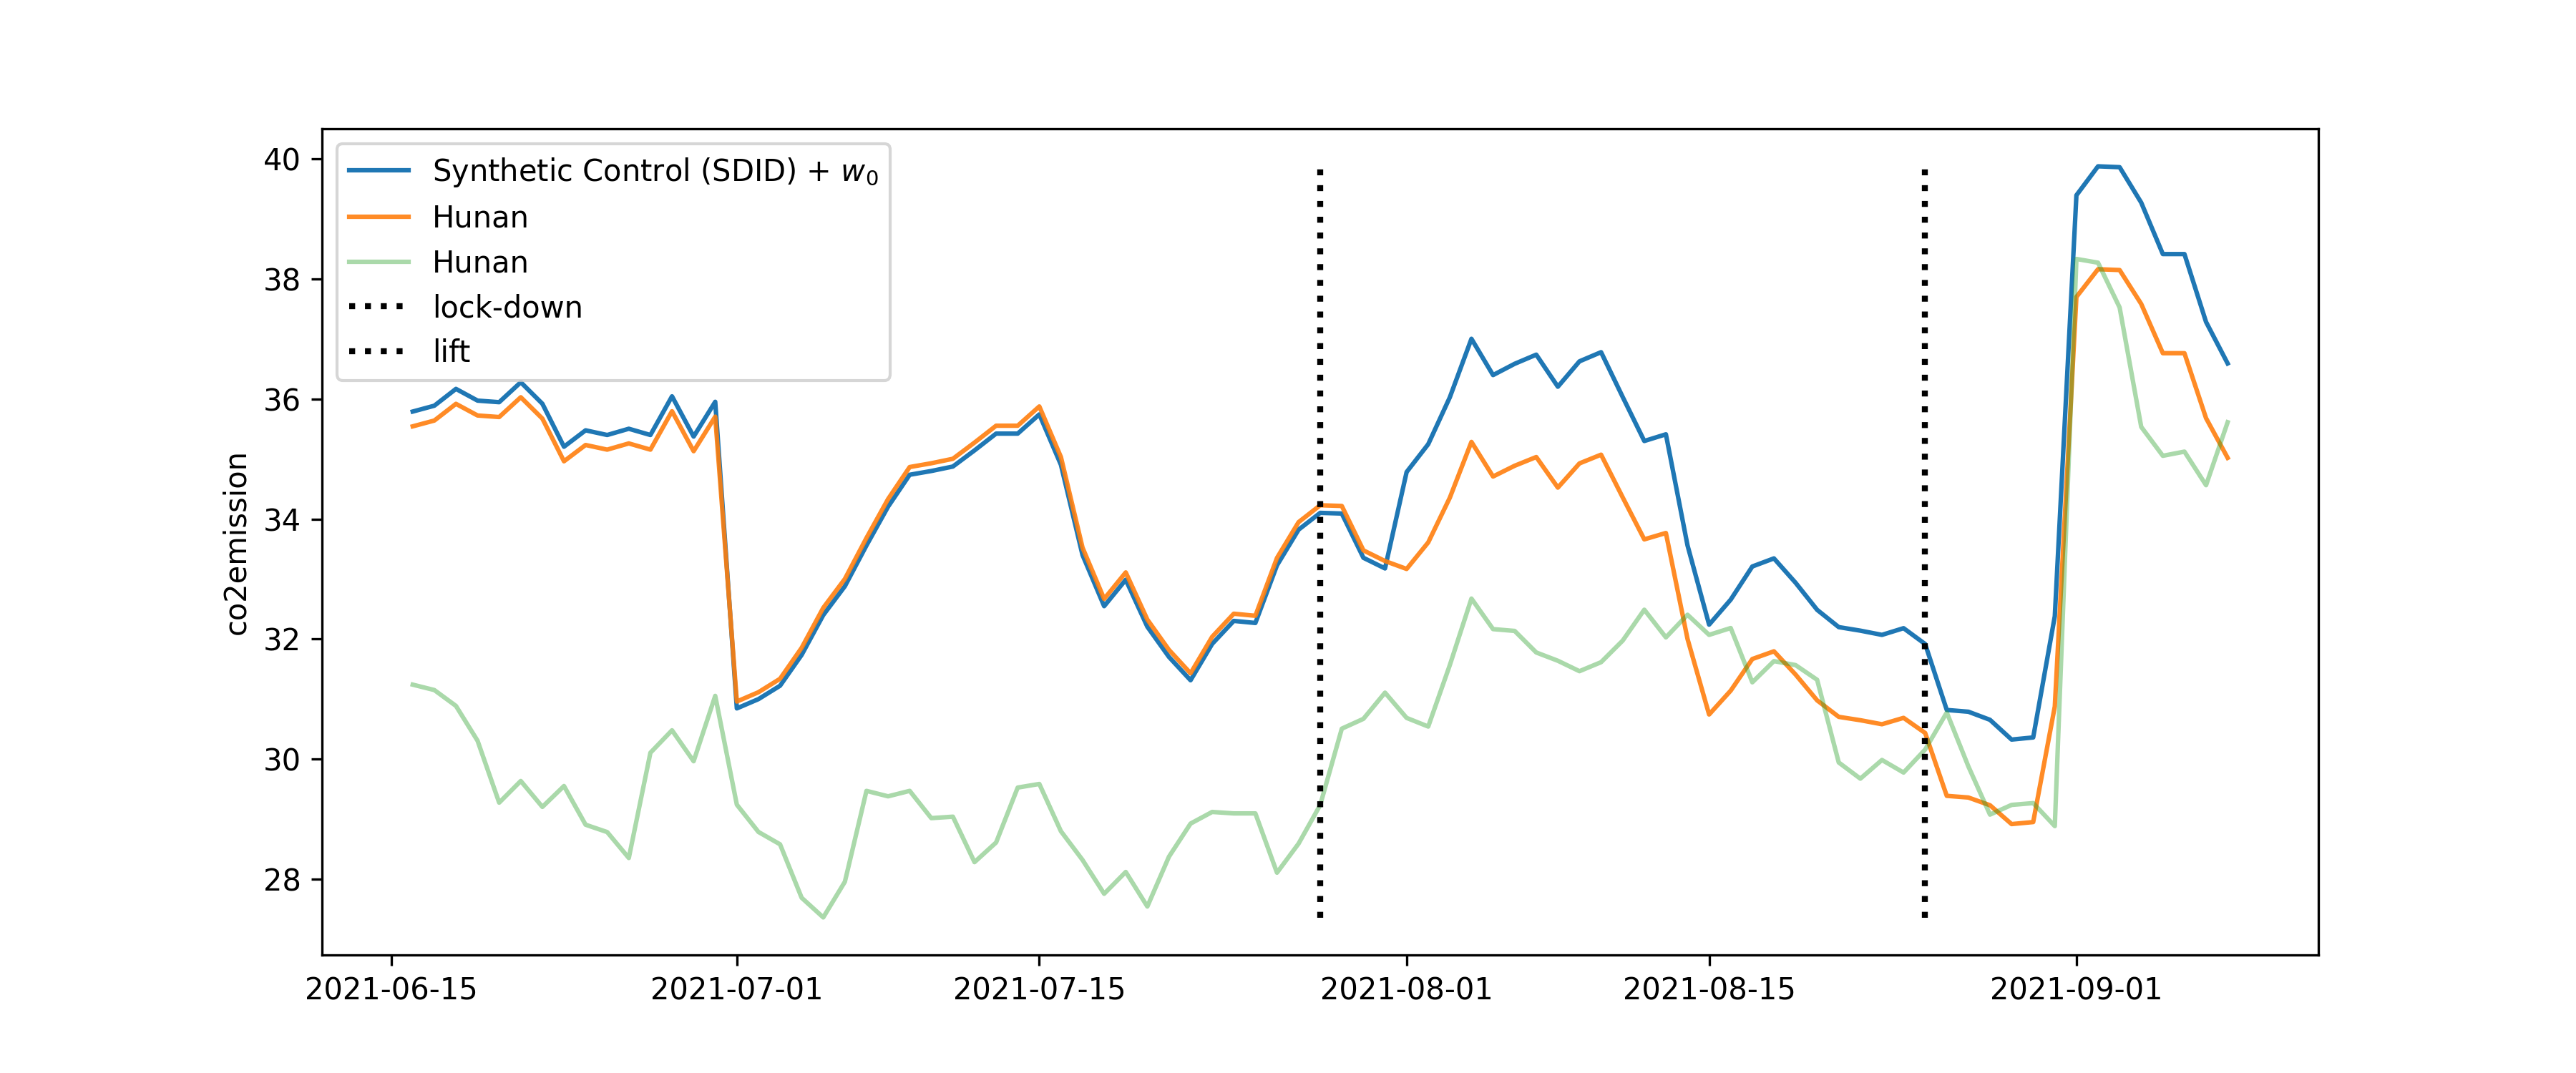 Synthetic Control (SDID) + w₀
Hunan
Hunan
lock-down
lift
co2emission
40
38
36
34
32
30
28
2021-06-15 2021-07-01 2021-07-15 2021-08-01 2021-08-15 2021-09-01